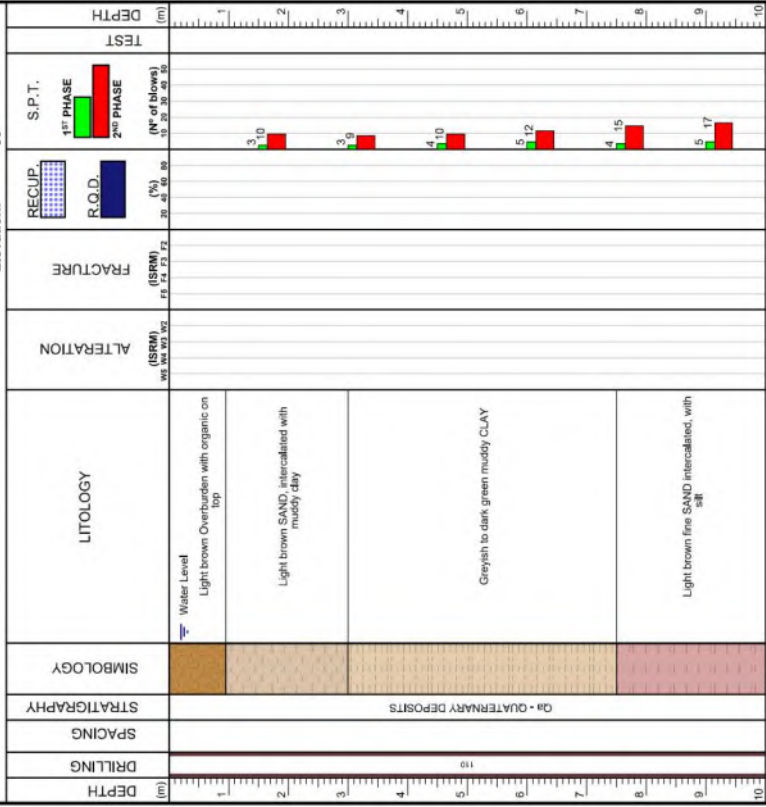 DEPTH
(m)
DRILLING
SPACING
STRATIGRAPHY
SIMBOLOGY
LITOLOGY
ALTERATION
(ISRM)
W5 W4 W3 W2
FRACTURE
(ISRM)
F5 F4 F3 F2
RECUP.
R.Q.D.
(%)
20 40 60 80
S.P.T.
1ST PHASE
2ND PHASE
(Nº of blows)
10 20 30 40 50
TEST
DEPTH
(m)
Water Level
Light brown Overburden with organic on
top
1
1
Light brown SAND, intercalated with
muddy clay
3
10
2
2
3
9
3
3
Greyish to dark green muddy CLAY
4
4
4
10
110
Qa - QUATERNARY DEPOSITS
5
5
5
12
6
6
7
7
Light brown fine SAND intercalated, with
silt
4
15
8
8
5
17
9
9
10
10